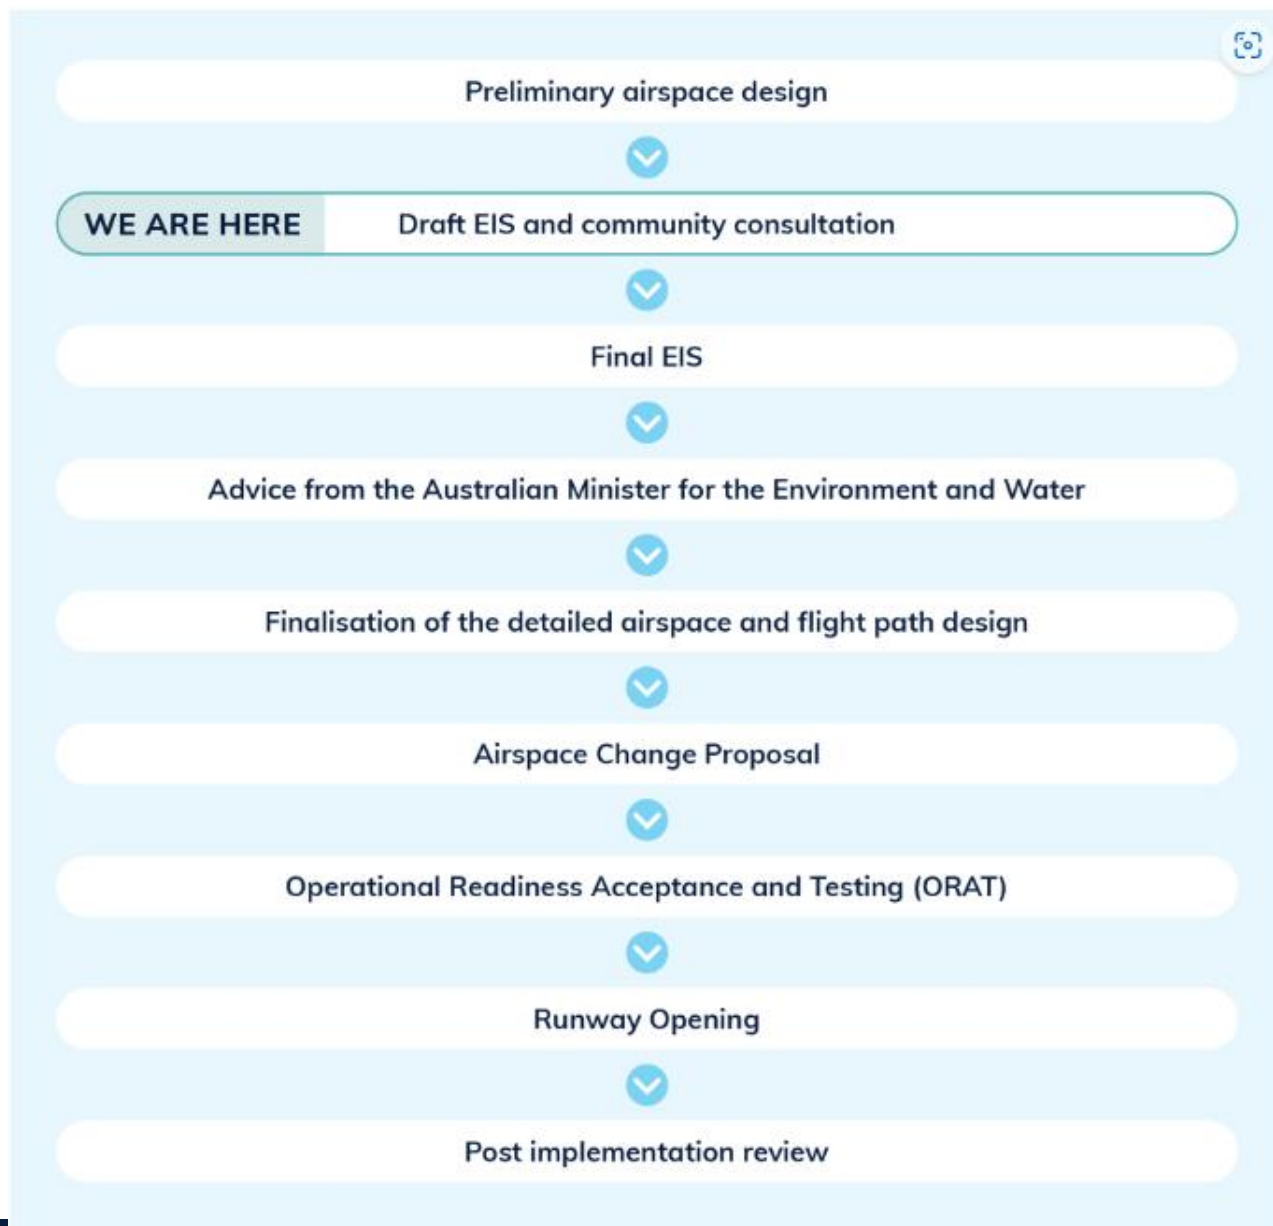 Preliminary airspace design
WE ARE HERE
Draft EIS and community consultation
Final EIS
Advice from the Australian Minister for the Environment and Water
Finalisation of the detailed airspace and flight path design
Airspace Change Proposal
Operational Readiness Acceptance and Testing (ORAT)
Runway Opening
Post implementation review